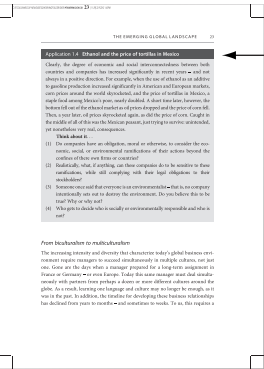 THE EMERGING GLOBAL LANDSCAPE 23
Application 1.4 Ethanol and the price of tortillas in Mexico
Clearly, the degree of economic and social interconnectedness between both
countries and companies has increased significantly in recent years – and not
always in a positive direction. For example, when the use of ethanol as an additive
to gasoline production increased significantly in American and European markets,
corn prices around the world skyrocketed, and the price of tortillas in Mexico, a
staple food among Mexico's poor, nearly doubled. A short time later, however, the
bottom fell out of the ethanol market as oil prices dropped and the price of corn fell.
Then, a year later, oil prices skyrocketed again, as did the price of corn. Caught in
the middle of all of this was the Mexican peasant, just trying to survive: unintended,
yet nonetheless very real, consequences.
Think about it. . .
(1) Do companies have an obligation, moral or otherwise, to consider the eco-
nomic, social, or environmental ramifications of their actions beyond the
confines of these own firms or countries?
(2) Realistically, what, if anything, can these companies do to be sensitive to these
ramifications, while still complying with their legal obligations to their
stockholders?
(3) Someone once said that everyone is an environmentalist – that is, no company
intentionally sets out to destroy the environment. Do you believe this to be
true? Why or why not?
(4) Who gets to decide who is socially or environmentally responsible and who is
not?
From biculturalism to multiculturalism
The increasing intensity and diversity that characterize today's global business envi-
ronment require managers to succeed simultaneously in multiple cultures, not just
one. Gone are the days when a manager prepared for a long-term assignment in
France or Germany – or even Europe. Today this same manager must deal simulta-
neously with partners from perhaps a dozen or more different cultures around the
globe. As a result, learning one language and culture may no longer be enough, as it
was in the past. In addition, the timeline for developing these business relationships
has declined from years to months – and sometimes to weeks. To us, this requires a